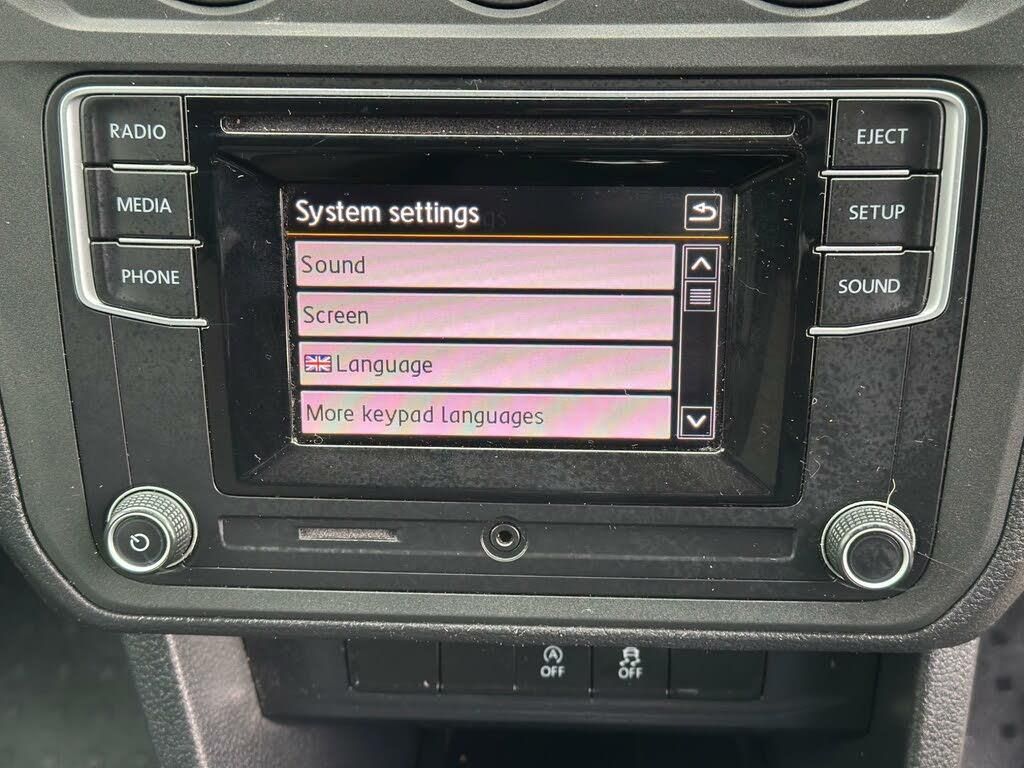 RADIO
MEDIA
PHONE
System settings
Sound
Screen
Language
More keypad languages
EJECT
SETUP
SOUND
A
OFF
OFF